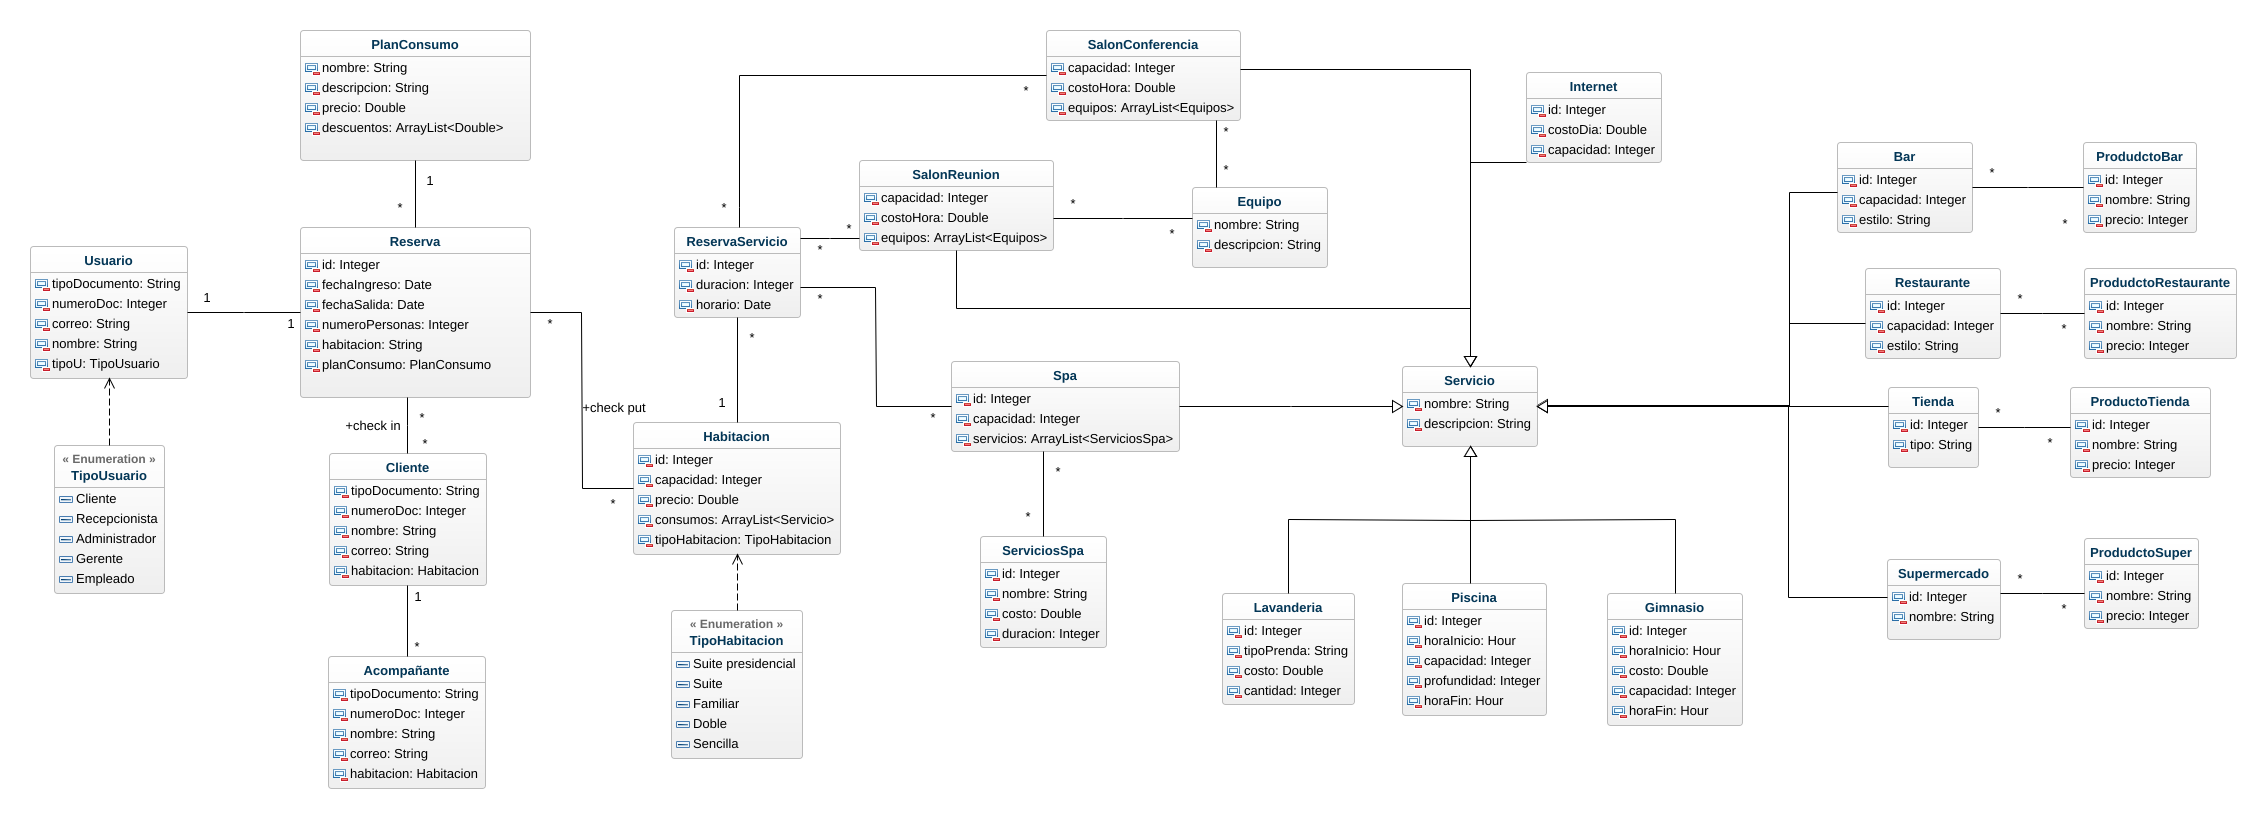 PlanConsumo
nombre: String
descripcion: String
precio: Double
descuentos: ArrayList<Double>
1
*
Usuario
tipoDocumento: String
numeroDoc: Integer
correo: String
nombre: String
tipoU: TipoUsuario
1
1
Reserva
id: Integer
fechaIngreso: Date
fechaSalida: Date
numeroPersonas: Integer
habitacion: String
planConsumo: PlanConsumo
*
+check in
*
*
+check put
*
« Enumeration »
TipoUsuario
Cliente
Recepcionista
Administrador
Gerente
Empleado
Cliente
tipoDocumento: String
numeroDoc: Integer
nombre: String
correo: String
habitacion: Habitacion
1
*
Acompañante
tipoDocumento: String
numeroDoc: Integer
nombre: String
correo: String
habitacion: Habitacion
ReservaServicio
id: Integer
duracion: Integer
horario: Date
*
*
*
*
*
*
*
1
Habitacion
id: Integer
capacidad: Integer
precio: Double
consumos: ArrayList<Servicio>
tipoHabitacion: TipoHabitacion
« Enumeration »
TipoHabitacion
Suite presidencial
Suite
Familiar
Doble
Sencilla
SalonConferencia
capacidad: Integer
costoHora: Double
equipos: ArrayList<Equipos>
*
*
SalonReunion
capacidad: Integer
costoHora: Double
equipos: ArrayList<Equipos>
*
*
Equipo
nombre: String
descripcion: String
Spa
id: Integer
capacidad: Integer
servicios: ArrayList<ServiciosSpa>
*
*
ServiciosSpa
id: Integer
nombre: String
costo: Double
duracion: Integer
Internet
id: Integer
costoDia: Double
capacidad: Integer
Servicio
nombre: String
descripcion: String
Lavanderia
id: Integer
tipoPrenda: String
costo: Double
cantidad: Integer
Piscina
id: Integer
horaInicio: Hour
capacidad: Integer
profundidad: Integer
horaFin: Hour
Gimnasio
id: Integer
horaInicio: Hour
costo: Double
capacidad: Integer
horaFin: Hour
Bar
id: Integer
capacidad: Integer
estilo: String
*
*
ProdudctoBar
id: Integer
nombre: String
precio: Integer
Restaurante
id: Integer
capacidad: Integer
estilo: String
*
*
ProdudctoRestaurante
id: Integer
nombre: String
precio: Integer
Tienda
id: Integer
tipo: String
*
*
ProductoTienda
id: Integer
nombre: String
precio: Integer
Supermercado
id: Integer
nombre: String
*
*
ProdudctoSuper
id: Integer
nombre: String
precio: Integer